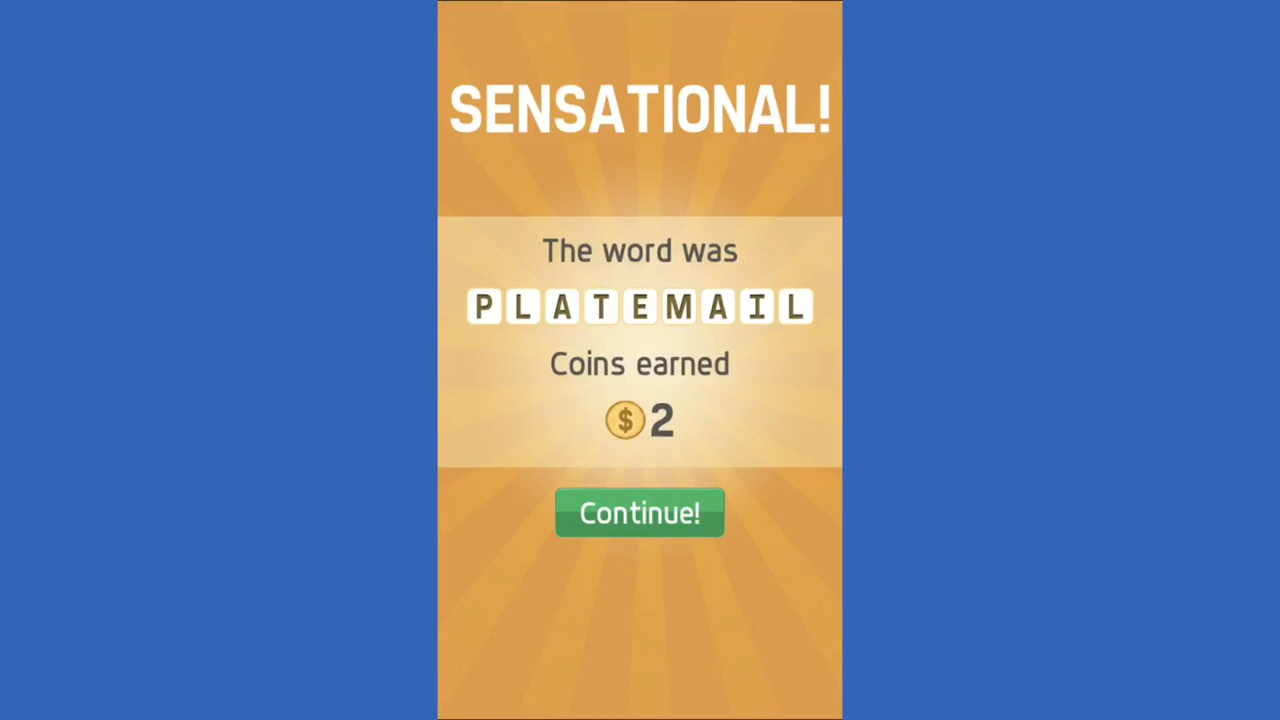 SENSATIONAL!
The word was
PLATEMAIL
Coins earned
$ 2
Continue!